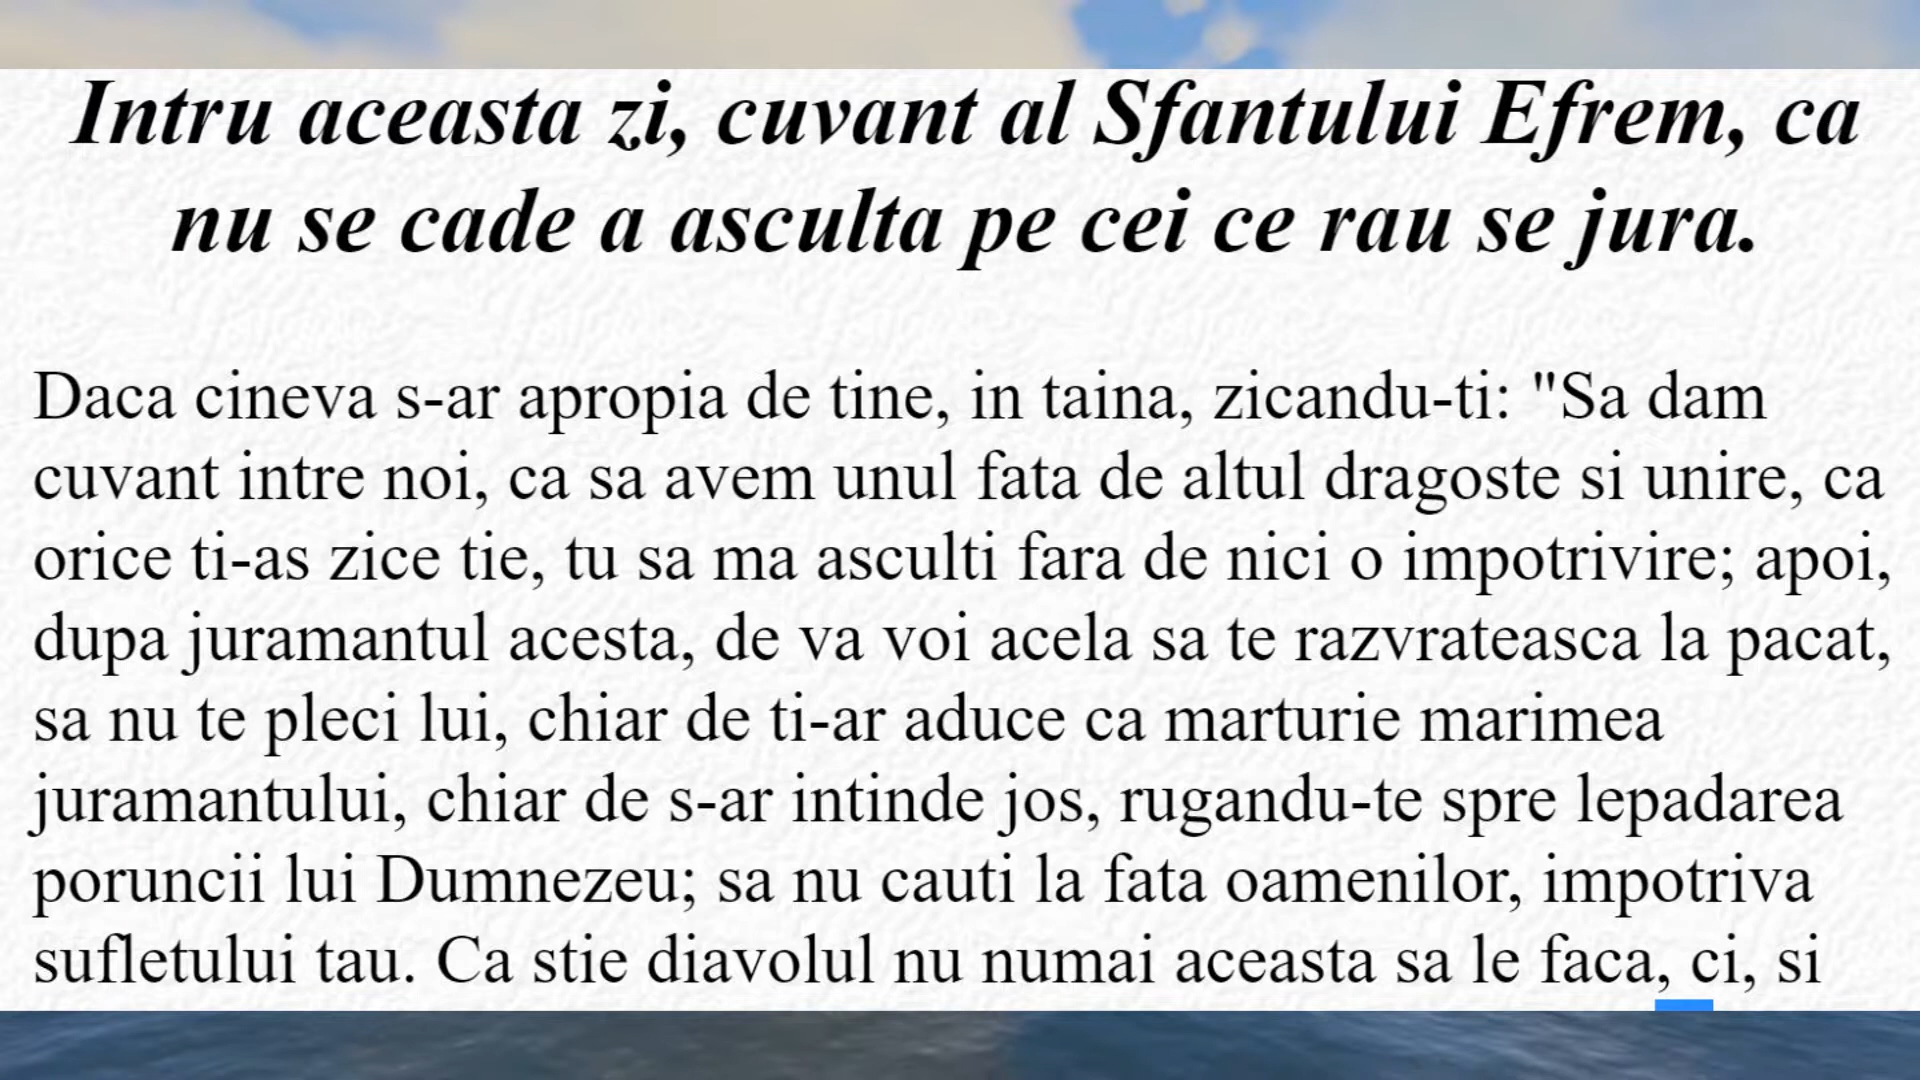 Intru aceasta zi, cuvant al Sfantului Efrem, ca
nu se cade a asculta pe cei ce rau se jura.
Daca cineva s-ar apropia de tine, in taina, zicandu-ti: "Sa dam
cuvant intre noi, ca sa avem unul fata de altul dragoste si unire, ca
orice ti-as zice tie, tu sa ma asculti fara de nici o impotrivire; apoi,
dupa juramantul acesta, de va voi acela sa te razvrateasca la pacat,
sa nu te pleci lui, chiar de ti-ar aduce ca marturie marimea
juramantului, chiar de s-ar intinde jos, rugandu-te spre lepadarea
poruncii lui Dumnezeu; sa nu cauti la fata oamenilor, impotriva
sufletului tau. Ca stie diavolul nu numai aceasta sa le faca, ci, si